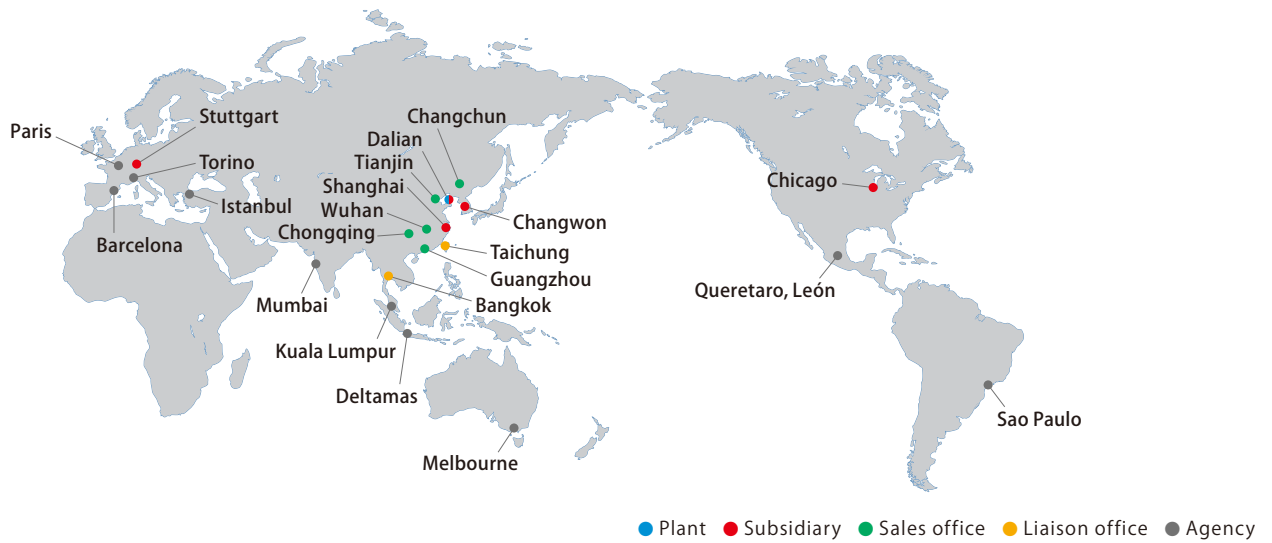 Paris
Stuttgart
Torino
Istanbul
Barcelona
Changchun
Dalian
Tianjin
Shanghai
Wuhan
Chongqing
Changwon
Taichung
Guangzhou
Bangkok
Mumbai
Kuala Lumpur
Deltamas
Melbourne
Chicago
Queretaro, León
Sao Paulo
Plant Subsidiary Sales office Liaison office Agency